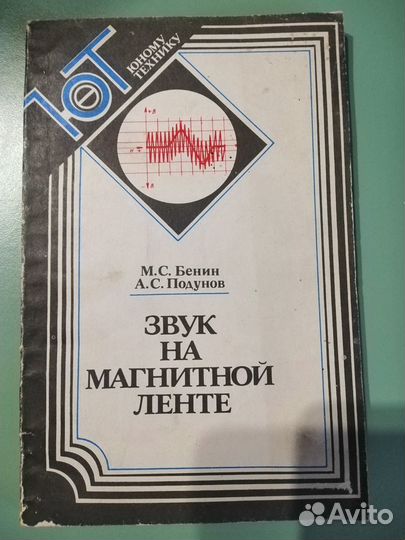 ЮТ
ЮНОМУ
ТЕХНИКУ
+В
-В
М.С. Бенин
А.С. Подунов
ЗВУК
НА
МАГНИТНОЙ
ЛЕНТЕ
Avito